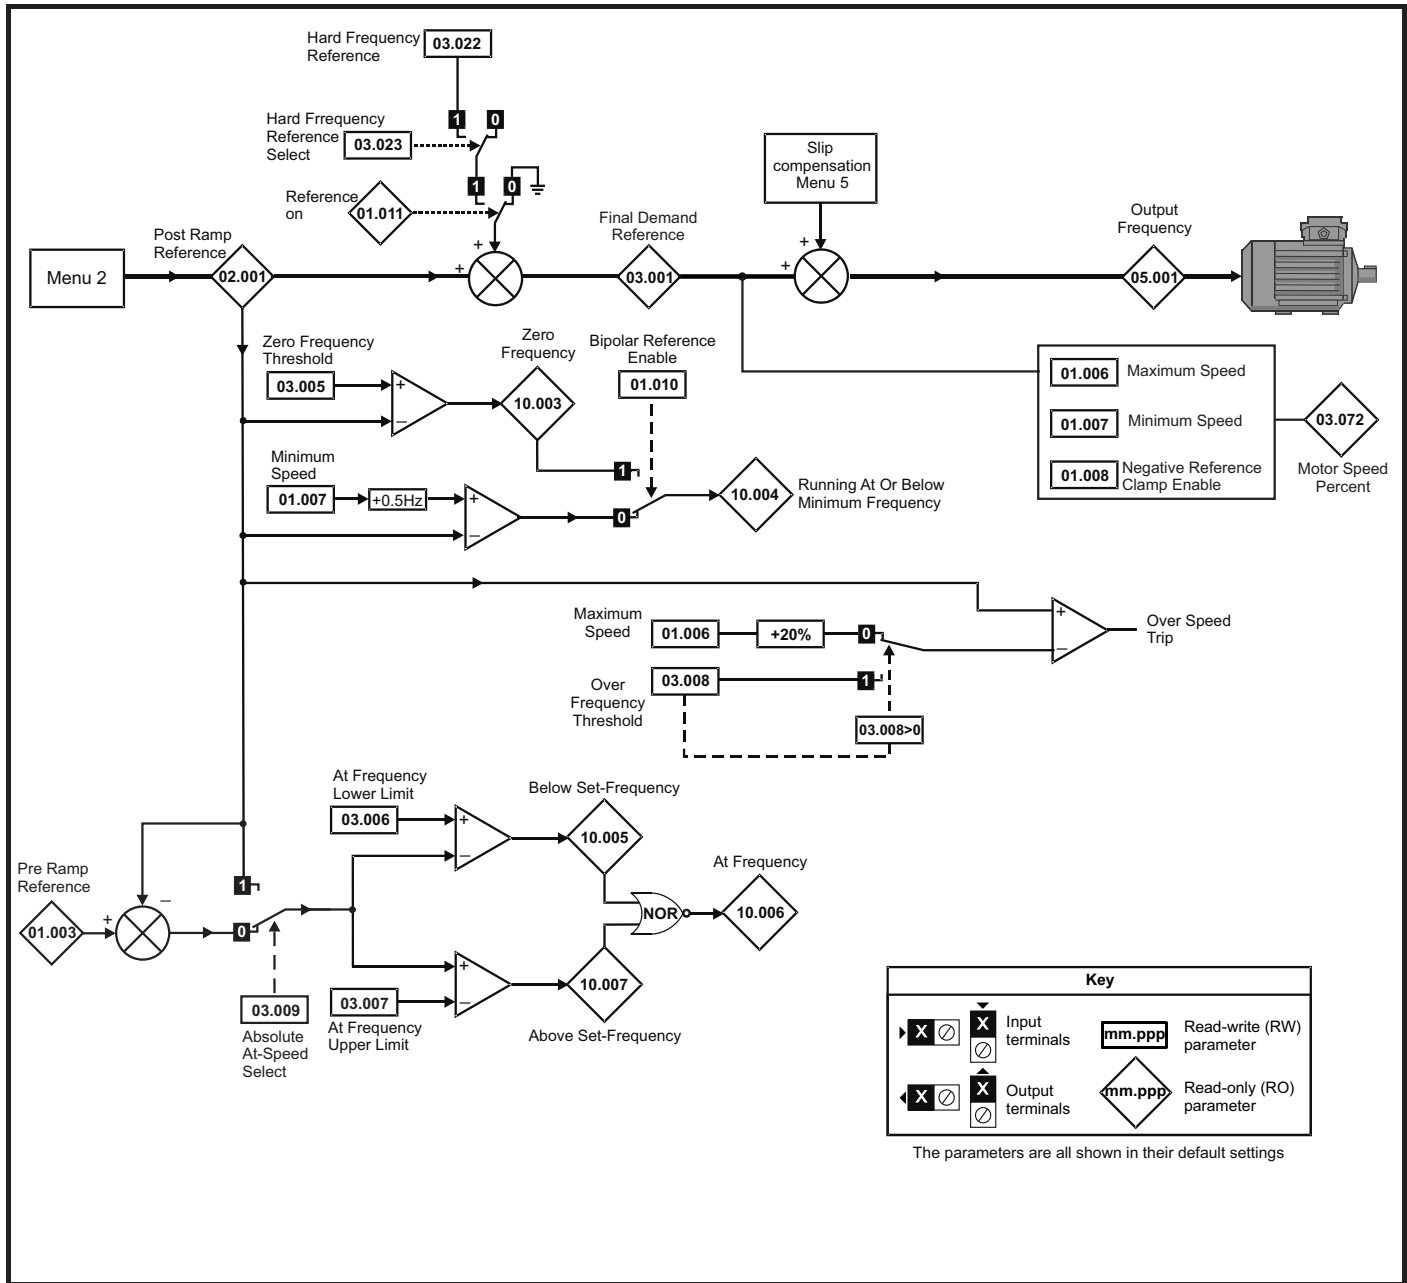 Hard Frequency
Reference
03.022
1 0
Hard Frrequency
Reference
Select
03.023
1 0
Reference
on
01.011
Post Ramp
Reference
Menu 2
02.001
+
+
Final Demand
Reference
03.001
Slip
compensation
Menu 5
+
+
Output
Frequency
05.001
Zero Frequency
Threshold
03.005
+
–
Zero
Frequency
10.003
Bipolar Reference
Enable
01.010
1
Minimum
Speed
01.007
+0.5Hz
+
–
0
10.004
Running At Or Below
Minimum Frequency
01.006 Maximum Speed
01.007 Minimum Speed
01.008 Negative Reference
Clamp Enable
03.072
Motor Speed
Percent
Maximum
Speed
01.006
+20%
0
+
–
Over Speed
Trip
Over
Frequency
Threshold
03.008
1
03.008>0
At Frequency
Lower Limit
03.006
+
–
Below Set-Frequency
10.005
Pre Ramp
Reference
01.003
+
–
1
0
03.009
Absolute
At-Speed
Select
NOR
At Frequency
10.006
03.007
At Frequency
Upper Limit
+
–
10.007
Above Set-Frequency
Key
X X Input
terminals
mm.ppp Read-write (RW)
parameter
X X Output
terminals
mm.ppp Read-only (RO)
parameter
The parameters are all shown in their default settings